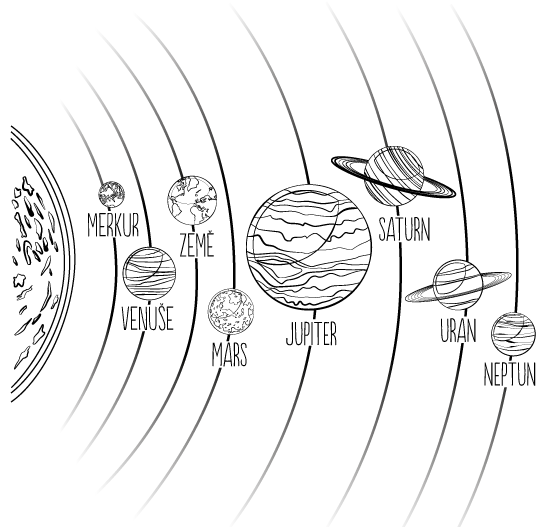 MERKUR
VENUŠE
ZEMĚ
MARS
JUPITER
SATURN
URAN
NEPTUN